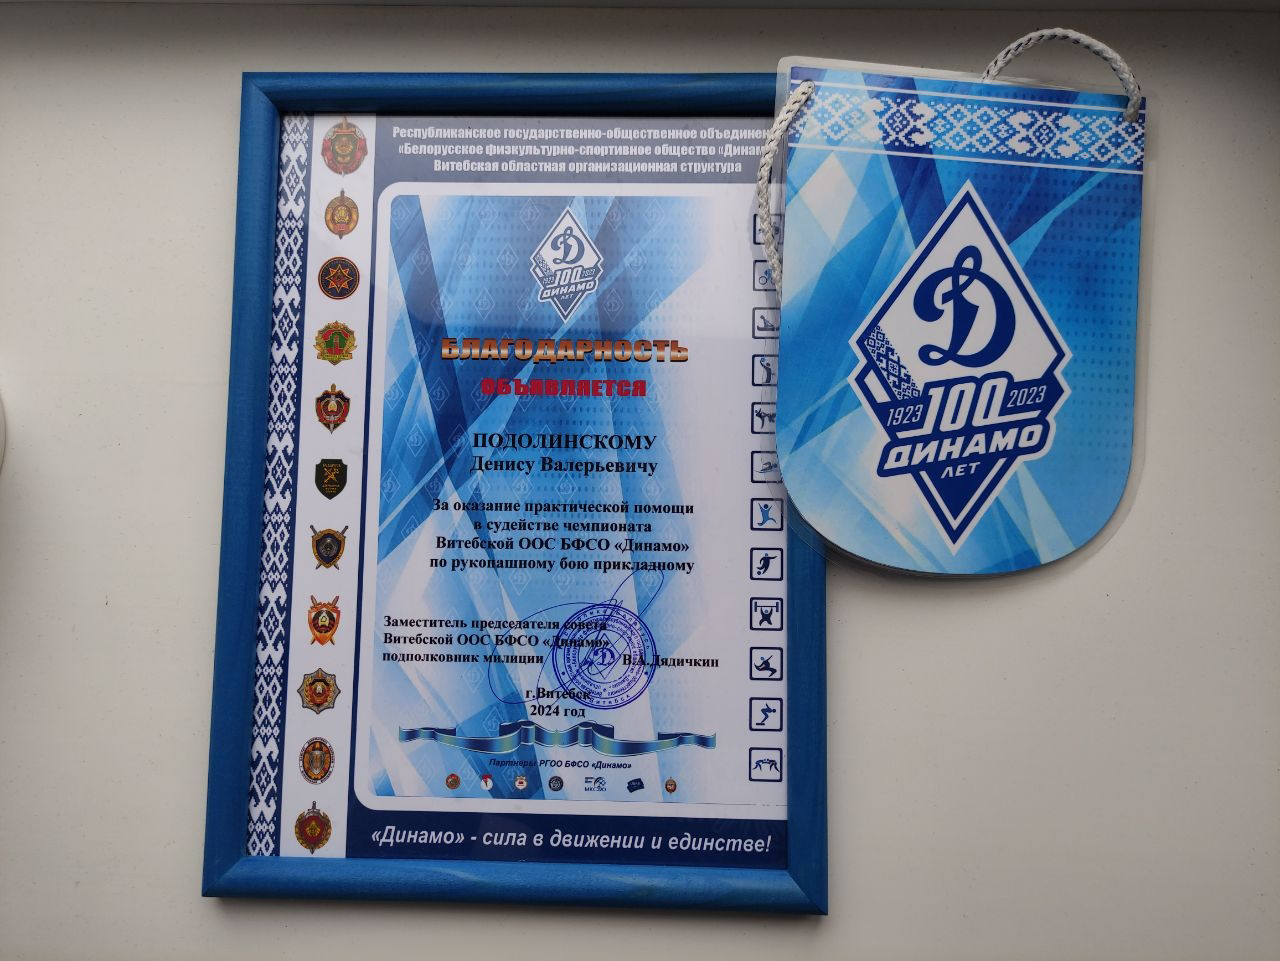 Республиканское государственно-общественное
«Белорусское физкультурно-спортивное общество
Витебская областная организационная структура
Д
1923 100 2023
ДИНАМО
ЛЕТ
БЛАГОДАРНОСТЬ
ОБЪЯВЛЯЕТСЯ
ПОДОЛИНСКОМУ
Денису Валерьевичу
За оказание практической помощи
в судействе чемпионата
Витебской ООС БФСО «Динамо»
по рукопашному бою прикладному
Заместитель председателя совета
Витебской ООС БФСО «Динамо»
подполковник милиции В.А.Дядичкин
г.Витебск
2024 год
Партнеры РГОО БФСО «Динамо»
«Динамо» - сила в движении и единстве!
Д
1923 100 2023
ДИНАМО
ЛЕТ